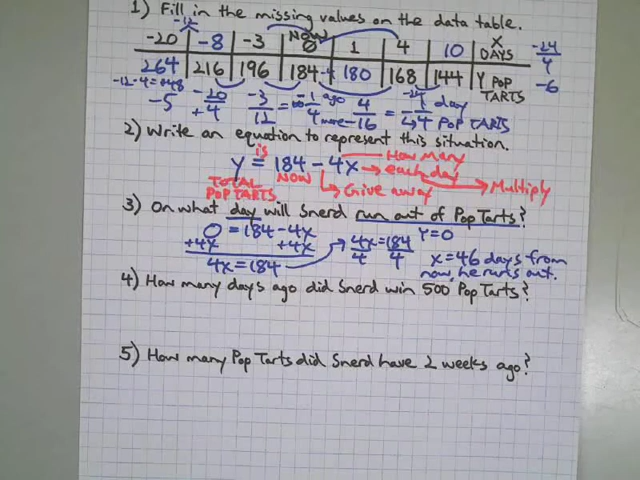 1) Fill in the missing values on the data table.
-12
NOW
-20 -8 -3 0 1 4 10 X DAYS
264 216 196 184 180 168 144 Y POP TARTS
-24/4
-6
-12·4=+48
-5
-20/+4
-3/12 = -1/4 ago more
4/-16 = 1/-4 day POP TARTS
-24
2) Write an equation to represent this situation.
is
Y = 184 - 4x
TOTAL POP TARTS
NOW
How many
each day
Give away
Multiply
3) On what day will Snerd run out of Pop Tarts?
0 = 184 - 4x
Y=0
+4x +4x
4x = 184
4x = 184
4 4
x = 46 days from
now, he runs out.
4) How many days ago did Snerd win 500 Pop Tarts?
5) How many Pop Tarts did Snerd have 2 weeks ago?